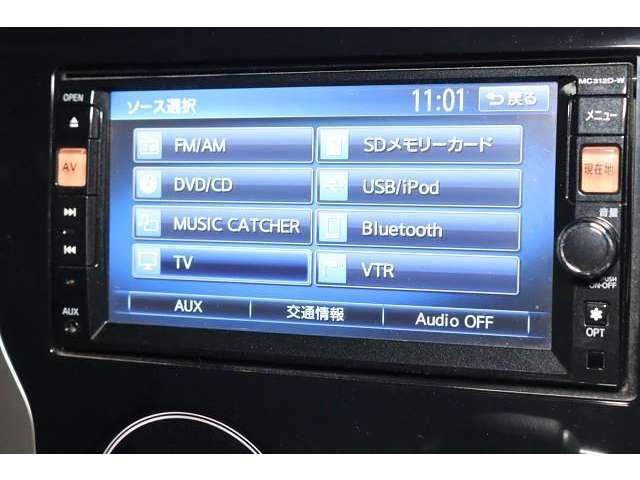 MC312D-W
OPEN
ソース選択
11:01
戻る
メニュー
AV
FM/AM
SDメモリーカード
現在地
DVD/CD
USB/iPod
音量
MUSIC CATCHER
Bluetooth
TV
VTR
PUSH
ON-OFF
AUX
AUX
交通情報
Audio OFF
OPT